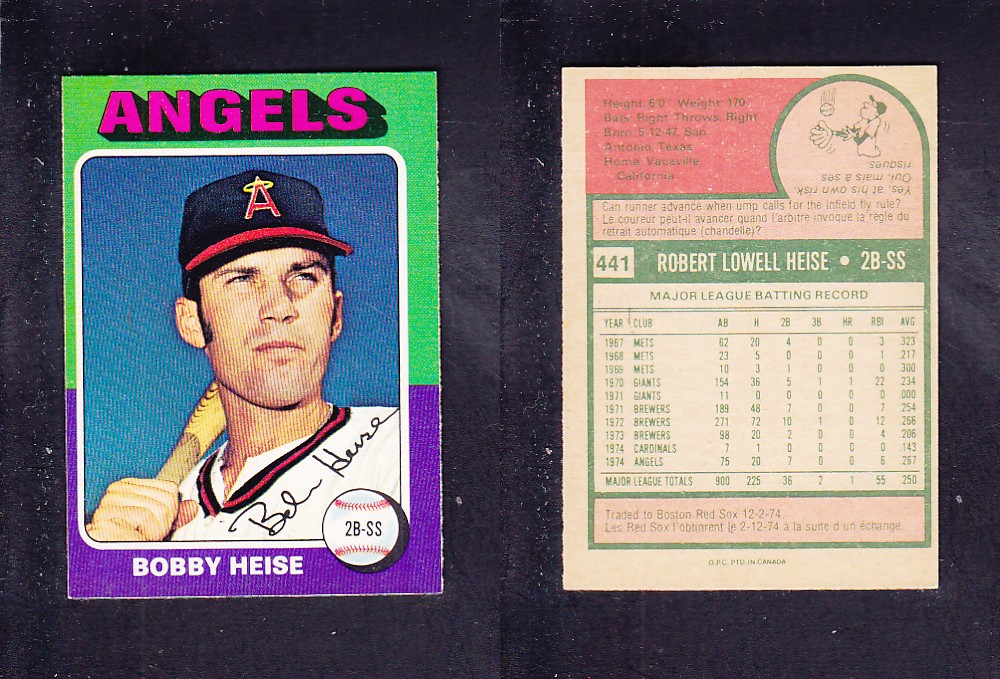 ANGELS
A
Bob Heise
2B-SS
BOBBY HEISE
Height: 6'0 Weight: 170
Bats: Right Throws: Right
Born: 5-12-47, San
Antonio, Texas
Home: Vacaville
California
Yes, at his own risk.
Oui, mais à ses
risques.
Can runner advance when ump calls for the infield fly rule?
Le coureur peut-il avancer quand l'arbitre invoque la règle du
retrait automatique (chandelle)?
441 ROBERT LOWELL HEISE • 2B-SS
MAJOR LEAGUE BATTING RECORD
YEAR CLUB AB H 2B 3B HR RBI AVG
1967 METS 62 20 4 0 0 3 .323
1968 METS 23 5 0 0 0 1 .217
1969 METS 10 3 1 0 0 0 .300
1970 GIANTS 154 36 5 1 1 22 .234
1971 GIANTS 11 0 0 0 0 0 .000
1971 BREWERS 189 48 7 0 0 7 .254
1972 BREWERS 271 72 10 1 0 12 .266
1973 BREWERS 98 20 2 0 0 4 .206
1974 CARDINALS 7 1 0 0 0 0 .143
1974 ANGELS 75 20 7 0 0 6 .267
MAJOR LEAGUE TOTALS 900 225 36 2 1 55 .250
Traded to Boston Red Sox 12-2-74.
Les Red Sox l'obtinrent le 2-12-74 à la suite d'un échange.
O.P.C. PTD. IN CANADA